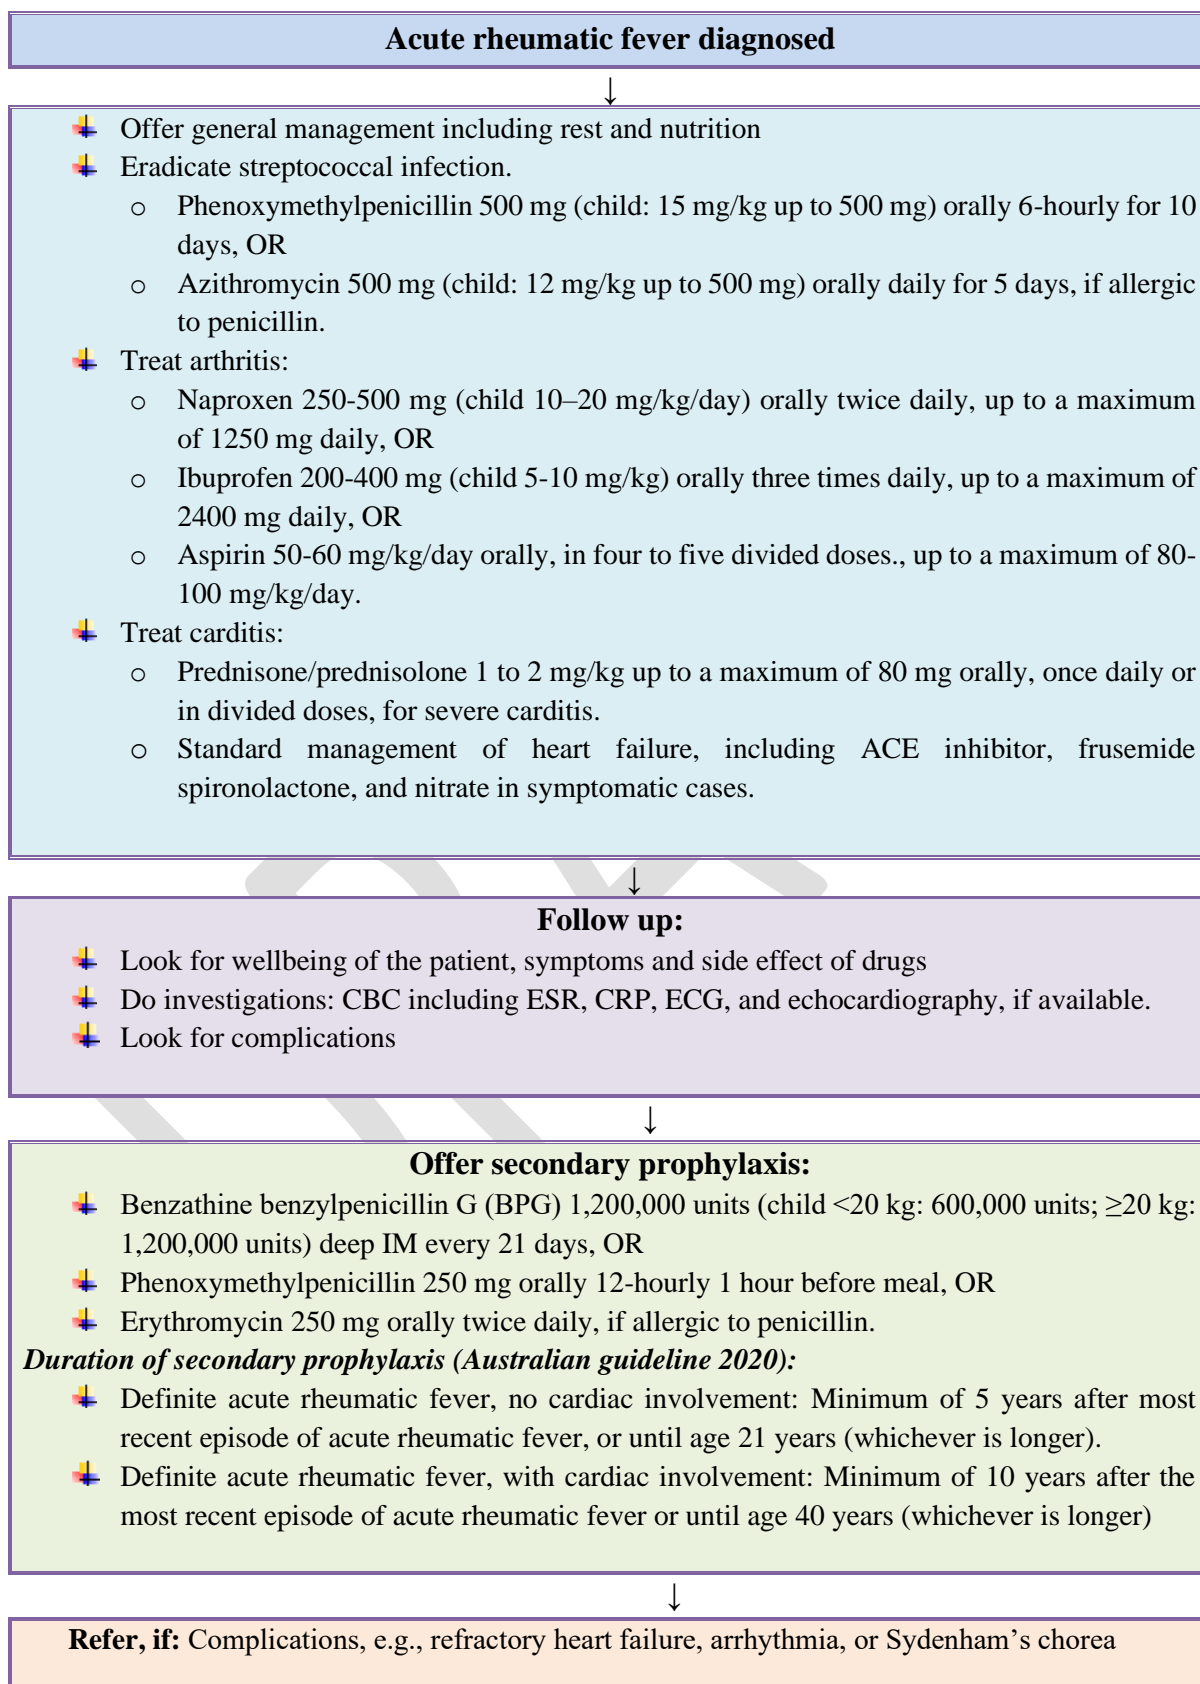 Acute rheumatic fever diagnosed
↓
Offer general management including rest and nutrition
Eradicate streptococcal infection.
o Phenoxymethylpenicillin 500 mg (child: 15 mg/kg up to 500 mg) orally 6-hourly for 10
days, OR
o Azithromycin 500 mg (child: 12 mg/kg up to 500 mg) orally daily for 5 days, if allergic
to penicillin.
Treat arthritis:
o Naproxen 250-500 mg (child 10–20 mg/kg/day) orally twice daily, up to a maximum
of 1250 mg daily, OR
o Ibuprofen 200-400 mg (child 5-10 mg/kg) orally three times daily, up to a maximum of
2400 mg daily, OR
o Aspirin 50-60 mg/kg/day orally, in four to five divided doses., up to a maximum of 80-
100 mg/kg/day.
Treat carditis:
o Prednisone/prednisolone 1 to 2 mg/kg up to a maximum of 80 mg orally, once daily or
in divided doses, for severe carditis.
o Standard management of heart failure, including ACE inhibitor, frusemide
spironolactone, and nitrate in symptomatic cases.
↓
Follow up:
Look for wellbeing of the patient, symptoms and side effect of drugs
Do investigations: CBC including ESR, CRP, ECG, and echocardiography, if available.
Look for complications
↓
Offer secondary prophylaxis:
Benzathine benzylpenicillin G (BPG) 1,200,000 units (child <20 kg: 600,000 units; ≥20 kg:
1,200,000 units) deep IM every 21 days, OR
Phenoxymethylpenicillin 250 mg orally 12-hourly 1 hour before meal, OR
Erythromycin 250 mg orally twice daily, if allergic to penicillin.
Duration of secondary prophylaxis (Australian guideline 2020):
Definite acute rheumatic fever, no cardiac involvement: Minimum of 5 years after most
recent episode of acute rheumatic fever, or until age 21 years (whichever is longer).
Definite acute rheumatic fever, with cardiac involvement: Minimum of 10 years after the
most recent episode of acute rheumatic fever or until age 40 years (whichever is longer)
↓
Refer, if: Complications, e.g., refractory heart failure, arrhythmia, or Sydenham’s chorea